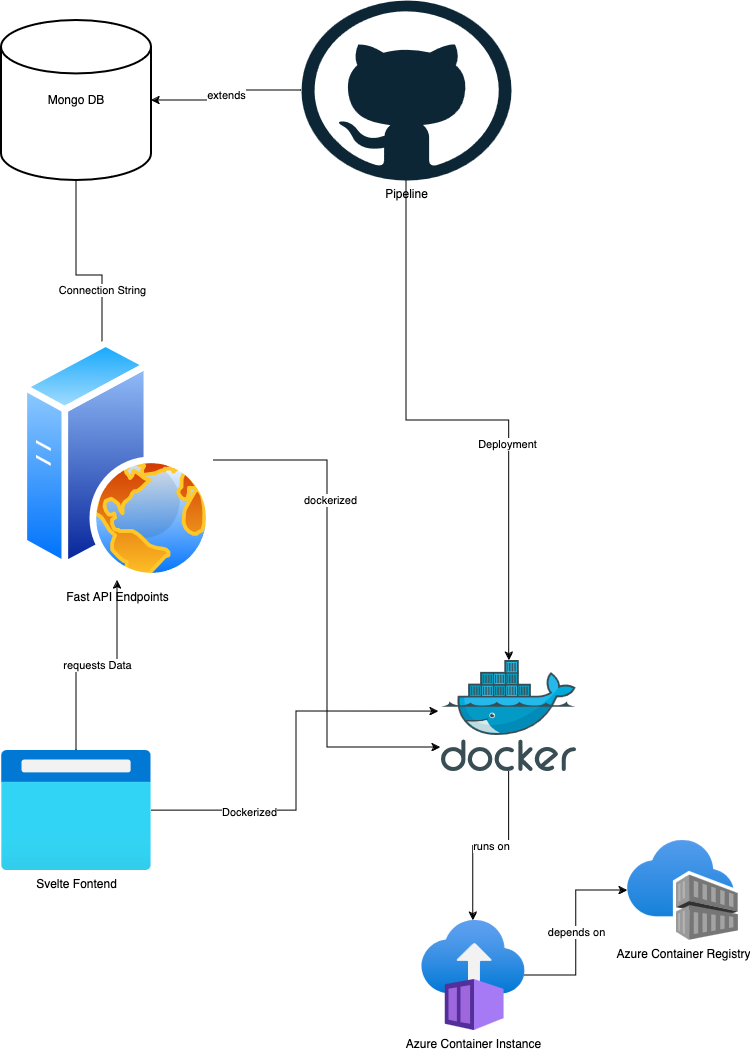 Mongo DB
extends
Pipeline
Connection String
Deployment
dockerized
Fast API Endpoints
requests Data
docker
Dockerized
Svelte Fontend
runs on
depends on
Azure Container Registry
Azure Container Instance